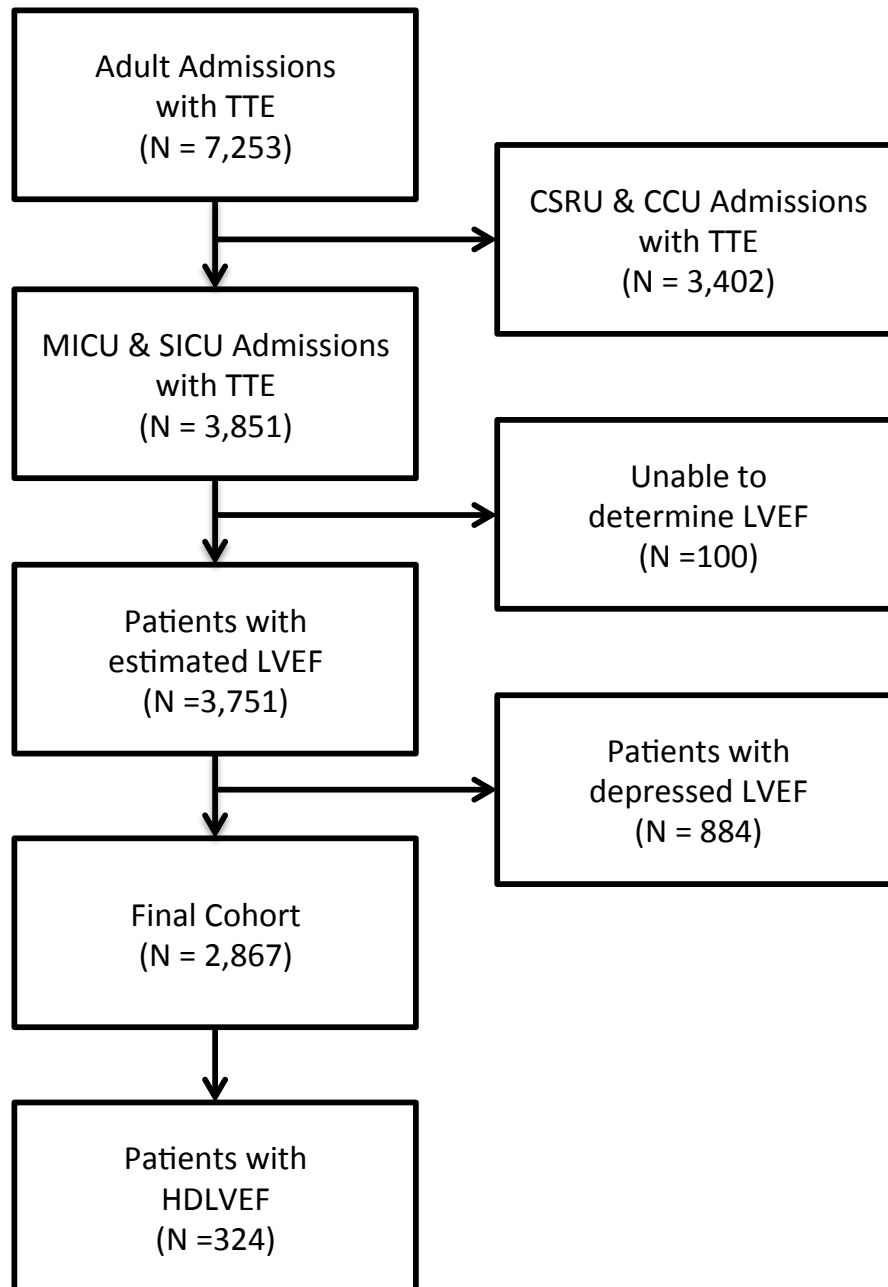 Adult Admissions
with TTE
(N = 7,253)
CSRU & CCU Admissions
with TTE
(N = 3,402)
MICU & SICU Admissions
with TTE
(N = 3,851)
Unable to
determine LVEF
(N =100)
Patients with
estimated LVEF
(N =3,751)
Patients with
depressed LVEF
(N = 884)
Final Cohort
(N = 2,867)
Patients with
HDLVEF
(N =324)